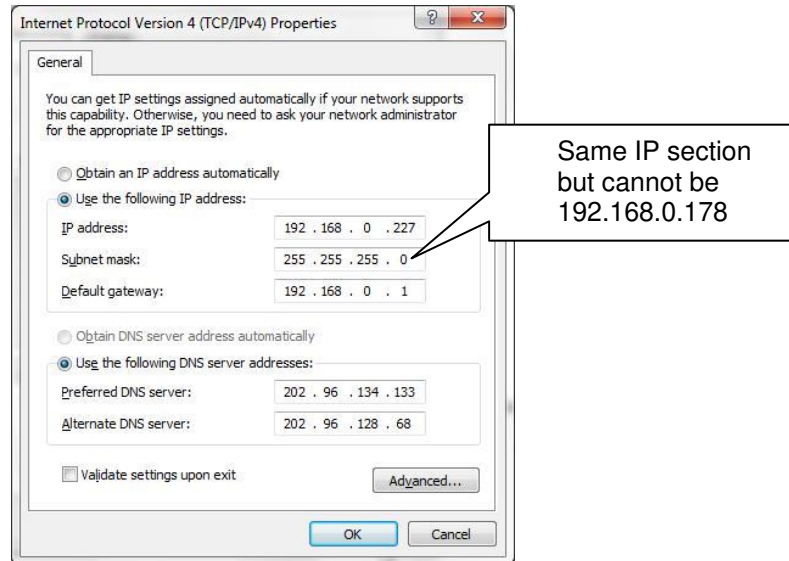 Internet Protocol Version 4 (TCP/IPv4) Properties
General
You can get IP settings assigned automatically if your network supports
this capability. Otherwise, you need to ask your network administrator
for the appropriate IP settings.
Obtain an IP address automatically
Use the following IP address:
IP address: 192 . 168 . 0 . 227
Subnet mask: 255 . 255 . 255 . 0
Default gateway: 192 . 168 . 0 . 1
Same IP section
but cannot be
192.168.0.178
Obtain DNS server address automatically
Use the following DNS server addresses:
Preferred DNS server: 202 . 96 . 134 . 133
Alternate DNS server: 202 . 96 . 128 . 68
Validate settings upon exit
Advanced...
OK Cancel